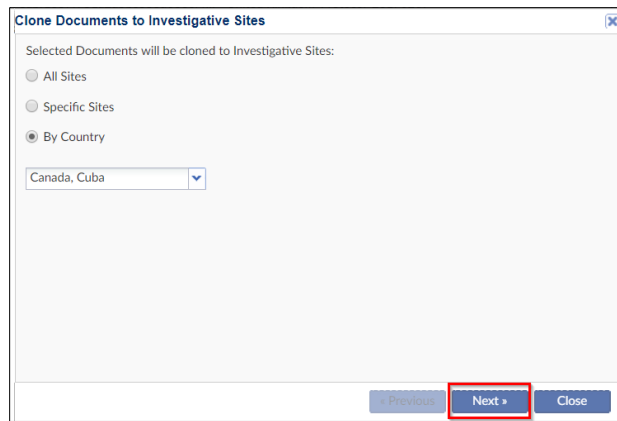 Clone Documents to Investigative Sites
Selected Documents will be cloned to Investigative Sites:
All Sites
Specific Sites
By Country
Canada, Cuba
« Previous Next » Close